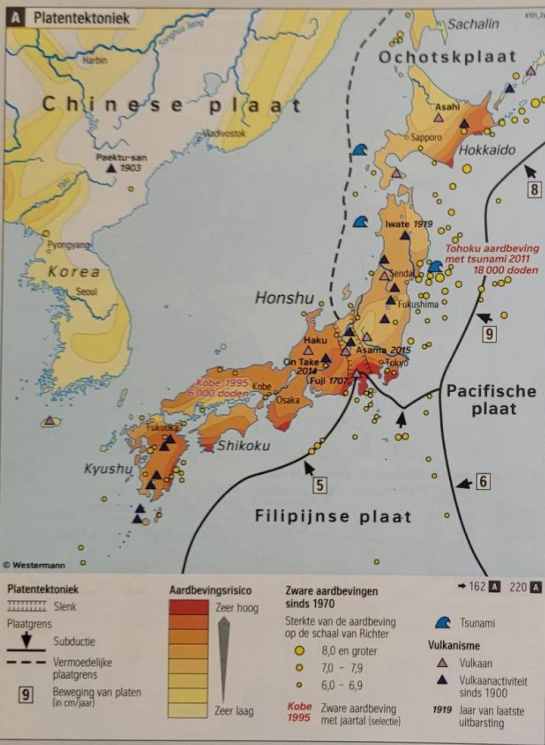 A Platentektoniek
Sachalin
Songhua Jiang
Harbin
Ochotskplaat
Chinese plaat
Asahi
Vladivostok
Sapporo
Paektu-san
1903
Hokkaido
8
Yalu
Iwate 1919
Pyongyang
Tohoku aardbeving
met tsunami 2011
18 000 doden
Korea
Sendai
Seoul
Honshu
Fukushima
9
Haku
Asama 2015
On Take
2014
Tokyo
Fuji 1707
Kobe 1995
6 000 doden
Kobe
Pacifische
plaat
Osaka
Fukuoka
Shikoku
Kyushu
5
6
Filipijnse plaat
© Westermann
Platentektoniek
Slenk
Plaatgrens
Subductie
Vermoedelijke
plaatgrens
9
Beweging van platen
(in cm/jaar)
Aardbevingsrisico
Zeer hoog
Zeer laag
Zware aardbevingen
sinds 1970
Sterkte van de aardbeving
op de schaal van Richter
8,0 en groter
7,0 – 7,9
6,0 – 6,9
Kobe
1995
Zware aardbeving
met jaartal (selectie)
➞ 162 A 220 A
Tsunami
Vulkanisme
Vulkaan
Vulkaanactiviteit
sinds 1900
1919 Jaar van laatste
uitbarsting